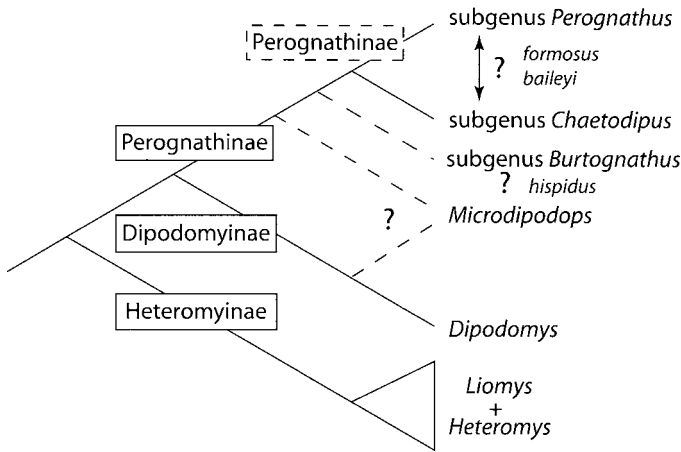 subgenus Perognathus
Perognathinae
? formosus
baileyi
subgenus Chaetodipus
Perognathinae
subgenus Burtognathus
? hispidus
? Microdipodops
Dipodomyinae
Heteromyinae
Dipodomys
Liomys
+
Heteromys